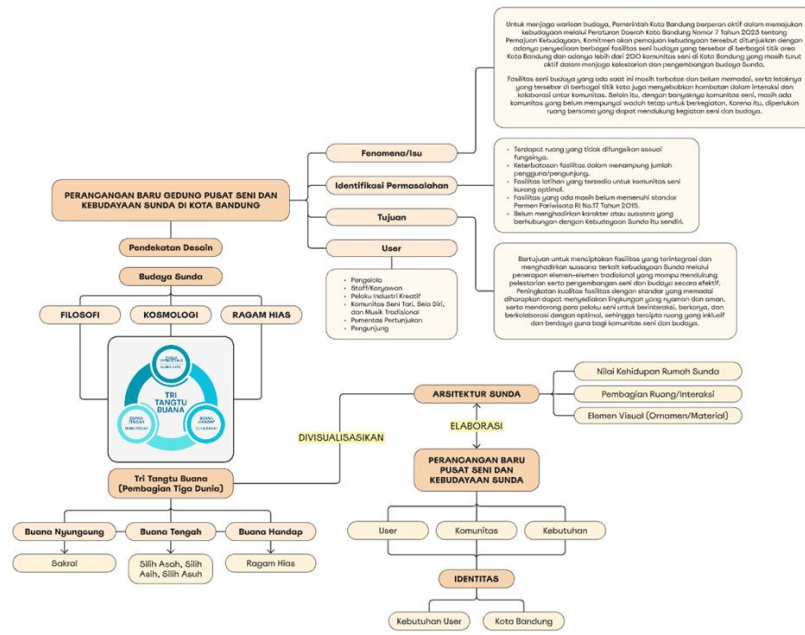 Untuk menjaga warisan budaya, Pemerintah Kota Bandung berperan aktif dalam memajukan
kebudayaan melalui Peraturan Daerah Kota Bandung Nomor 7 Tahun 2023 tentang
Pemajuan Kebudayaan. Komitmen akan pemajuan kebudayaan tersebut ditunjukkan dengan
adanya penyediaan berbagai fasilitas seni budaya yang tersebar di berbagai titik area
Kota Bandung dan adanya lebih dari 200 komunitas seni di Kota Bandung yang masih turut
aktif dalam menjaga kelestarian dan pengembangan budaya Sunda.
Fasilitas seni budaya yang ada saat ini masih terbatas dan belum memadai, serta letaknya
yang tersebar di berbagai titik kota juga menyebabkan hambatan dalam interaksi dan
kolaborasi antar komunitas. Selain itu, dengan banyaknya komunitas seni, masih ada
komunitas yang belum mempunyai wadah tetap untuk berkegiatan. Karena itu, diperlukan
ruang bersama yang dapat mendukung kegiatan seni dan budaya.
Fenomena/Isu
Identifikasi Permasalahan
Tujuan
User
• Terdapat ruang yang tidak difungsikan sesuai
fungsinya.
• Keterbatasan fasilitas dalam menampung jumlah
pengguna/pengunjung.
• Fasilitas latihan yang tersedia untuk komunitas seni
kurang optimal.
• Fasilitas yang ada masih belum memenuhi standar
Permen Pariwisata RI No.17 Tahun 2015.
• Belum menghadirkan karakter atau suasana yang
berhubungan dengan Kebudayaan Sunda itu sendiri.
PERANCANGAN BARU GEDUNG PUSAT SENI DAN
KEBUDAYAAN SUNDA DI KOTA BANDUNG
Pendekatan Desain
Budaya Sunda
FILOSOFI
KOSMOLOGI
RAGAM HIAS
• Pengelola
• Staff/Karyawan
• Pelaku Industri Kreatif
• Komunitas Seni Tari, Bela Diri,
dan Musik Tradisional
• Pementas Pertunjukan
• Pengunjung
Bertujuan untuk menciptakan fasilitas yang terintegrasi dan
menghadirkan suasana terkait kebudayaan Sunda melalui
penerapan elemen-elemen tradisional yang mampu mendukung
pelestarian serta pengembangan seni dan budaya secara efektif.
Peningkatan kualitas fasilitas dengan standar yang memadai
diharapkan dapat menyediakan lingkungan yang nyaman dan aman,
serta mendorong para pelaku seni untuk berinteraksi, berkarya, dan
berkolaborasi dengan optimal, sehingga tercipta ruang yang inklusif
dan berdaya guna bagi komunitas seni dan budaya.
TRI
TANGTU
BUANA
Tri Tangtu Buana
(Pembagian Tiga Dunia)
Buana Nyungcung
Buana Tengah
Buana Handap
Sakral
Silih Asah, Silih
Asih, Silih Asuh
Ragam Hias
DIVISUALISASIKAN
ARSITEKTUR SUNDA
Nilai Kehidupan Rumah Sunda
Pembagian Ruang/Interaksi
Elemen Visual (Ornamen/Material)
ELABORASI
PERANCANGAN BARU
PUSAT SENI DAN
KEBUDAYAAN SUNDA
User
Komunitas
Kebutuhan
IDENTITAS
Kebutuhan User
Kota Bandung